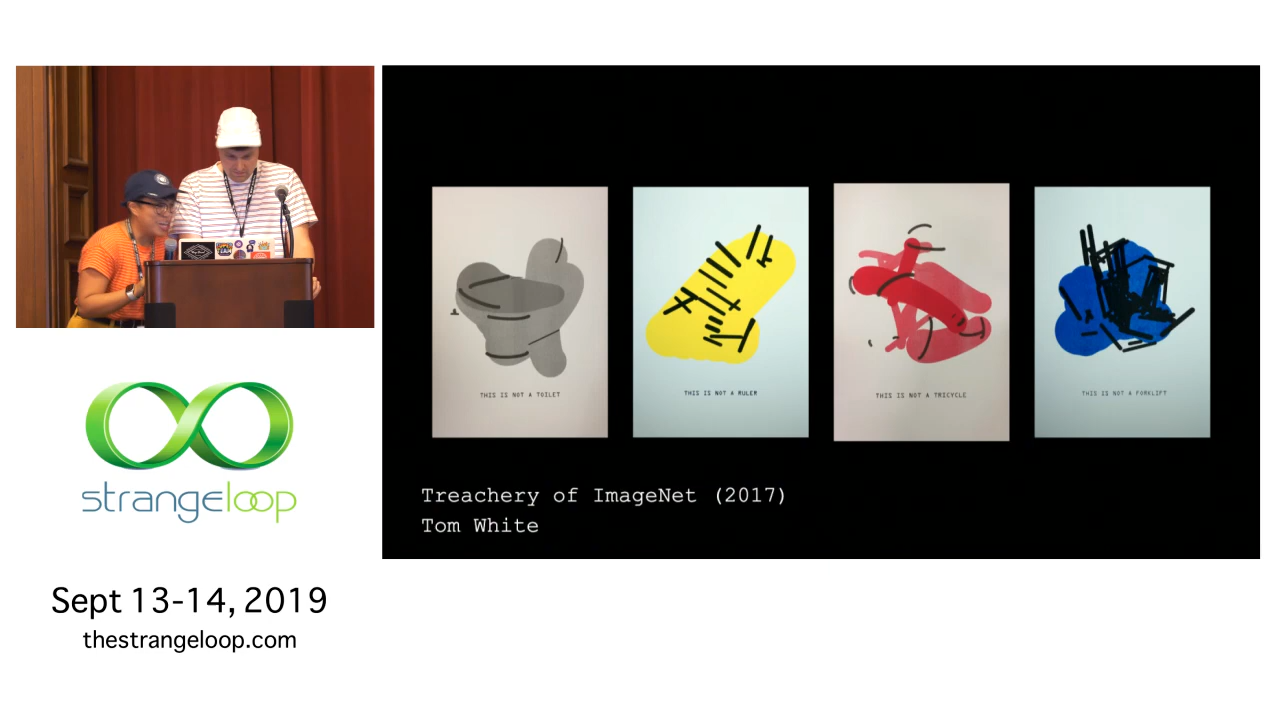 THIS IS NOT A TOILET
THIS IS NOT A RULER
THIS IS NOT A TRICYCLE
THIS IS NOT A FORKLIFT
Treachery of ImageNet (2017)
Tom White
strangeloop
Sept 13-14, 2019
thestrangeloop.com